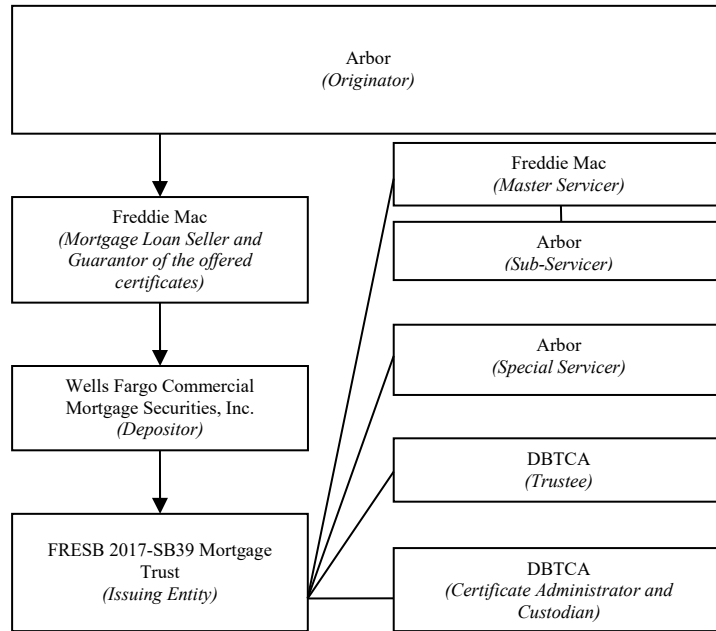 Arbor
(Originator)
Freddie Mac
(Mortgage Loan Seller and
Guarantor of the offered
certificates)
Wells Fargo Commercial
Mortgage Securities, Inc.
(Depositor)
FRESB 2017-SB39 Mortgage
Trust
(Issuing Entity)
Freddie Mac
(Master Servicer)
Arbor
(Sub-Servicer)
Arbor
(Special Servicer)
DBTCA
(Trustee)
DBTCA
(Certificate Administrator and
Custodian)